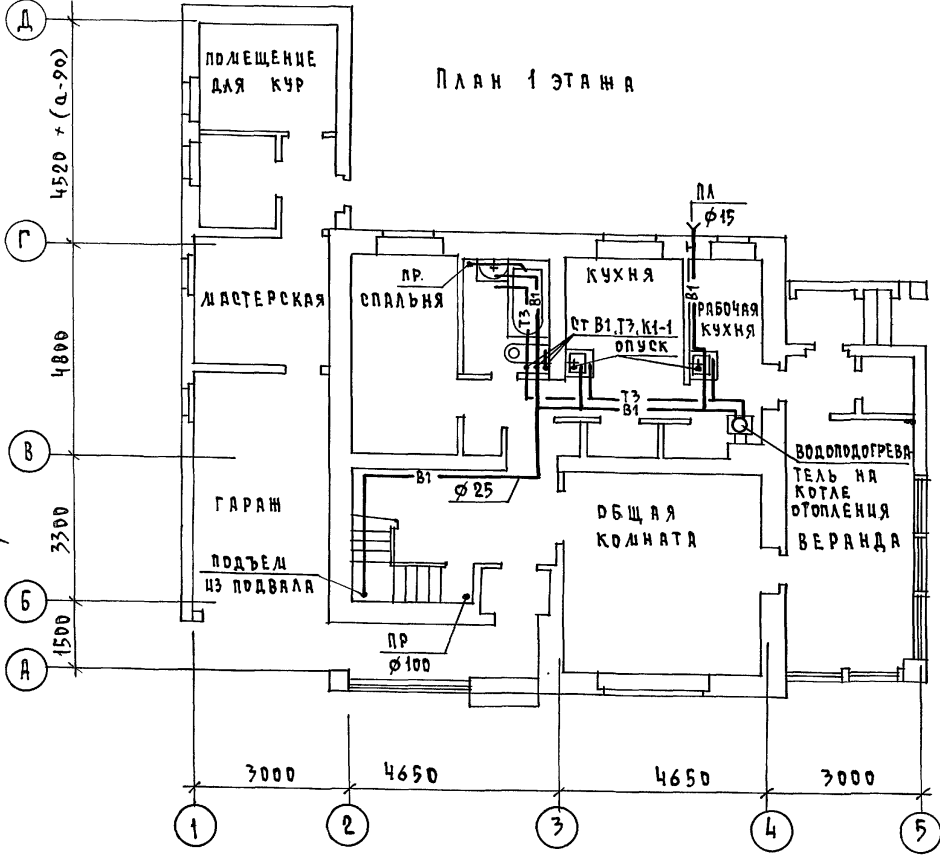 План 1 этажа
Д
4520 + (а-90)
Г
4800
В
3300
Б
1500
А
ПОМЕЩЕНИЕ
ДЛЯ КУР
ПЛ
ф15
МАСТЕРСКАЯ
ПР.
СПАЛЬНЯ
Т3
В1
КУХНЯ
В1
РАБОЧАЯ
КУХНЯ
СТ В1,Т3,К1-1
ОПУСК
Т3
В1
ВОДОПОДОГРЕВА
ТЕЛЬ НА
КОТЛЕ
ОТОПЛЕНИЯ
ВЕРАНДА
В1
ф25
ГАРАЖ
ОБЩАЯ
КОМНАТА
ПОДЪЕМ
ИЗ ПОДВАЛА
ПР
ф100
3000
4650
4650
3000
1
2
3
4
5